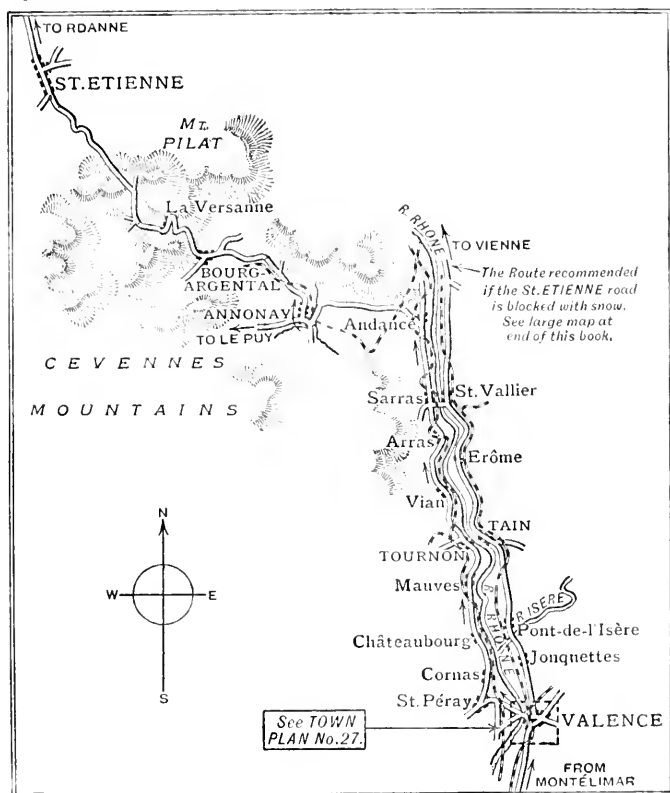 TO RDANNE
ST. ETIENNE
MT. PILAT
La Versanne
R. RHONE
TO VIENNE
The Route recommended
if the St. ETIENNE road
is blocked with snow.
See large map at
end of this book.
BOURG-
ARGENTAL
ANNONAY
Andance
TO LE PUY
CEVENNES
MOUNTAINS
Sarras
St. Vallier
Arras
Erôme
Vian
TAIN
TOURNON
Mauves
R. ISÈRE
R. RHONE
Pont-de-l'Isère
Châteaubourg
Jonquettes
Cornas
St. Péray
N
W
E
S
See TOWN
PLAN No. 27.
VALENCE
FROM
MONTÉLIMAR